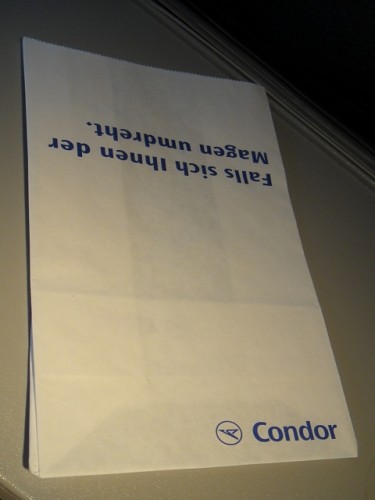 Falls sich Ihnen der
Magen umdreht.
Condor